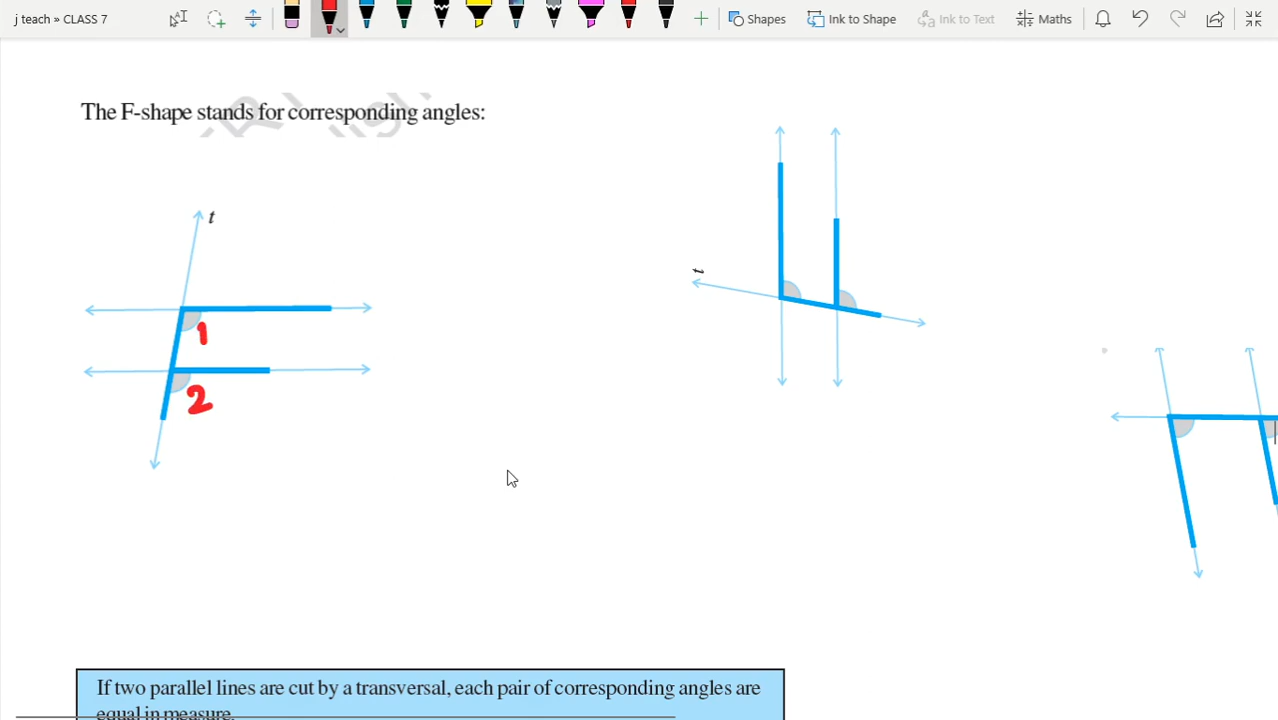 j teach » CLASS 7
Shapes
Ink to Shape
Ink to Text
Maths
The F-shape stands for corresponding angles:
t
1
2
t
If two parallel lines are cut by a transversal, each pair of corresponding angles are
equal in measure.